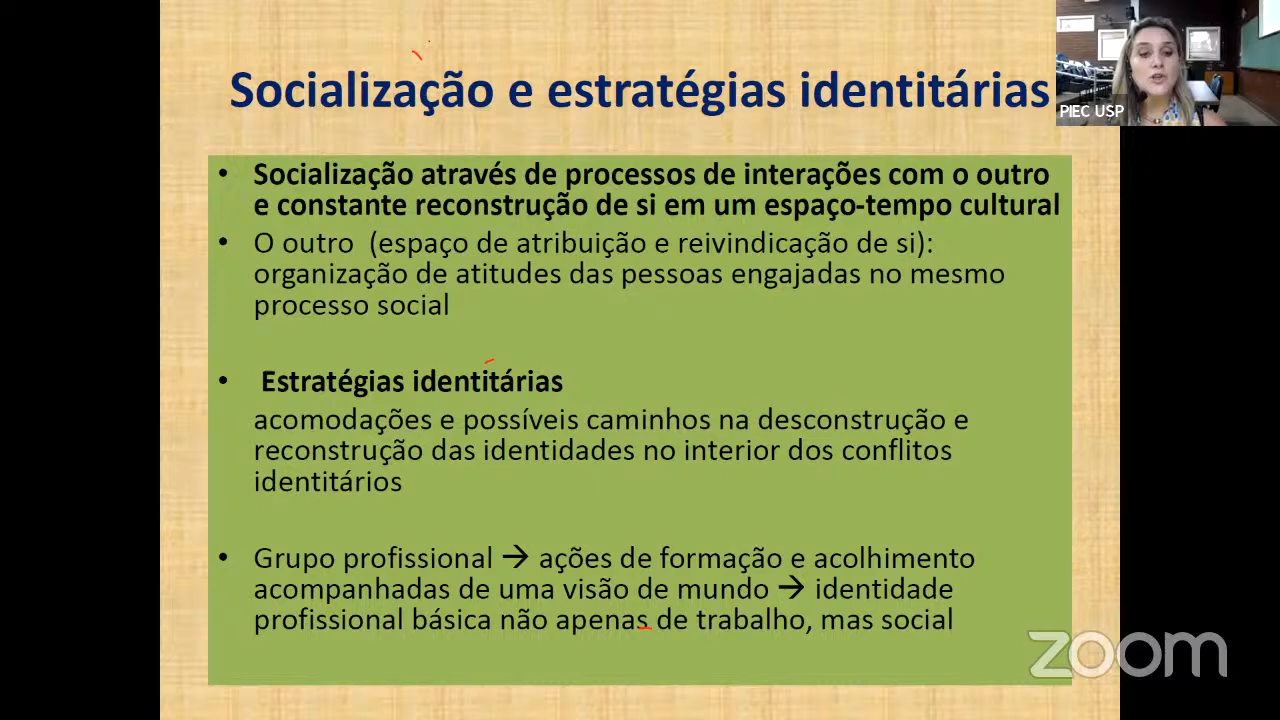 Socialização e estratégias identitárias
PIEC USP
• Socialização através de processos de interações com o outro
e constante reconstrução de si em um espaço-tempo cultural
• O outro (espaço de atribuição e reivindicação de si):
organização de atitudes das pessoas engajadas no mesmo
processo social
• Estratégias identitárias
acomodações e possíveis caminhos na desconstrução e
reconstrução das identidades no interior dos conflitos
identitários
• Grupo profissional → ações de formação e acolhimento
acompanhadas de uma visão de mundo → identidade
profissional básica não apenas de trabalho, mas social
zoom